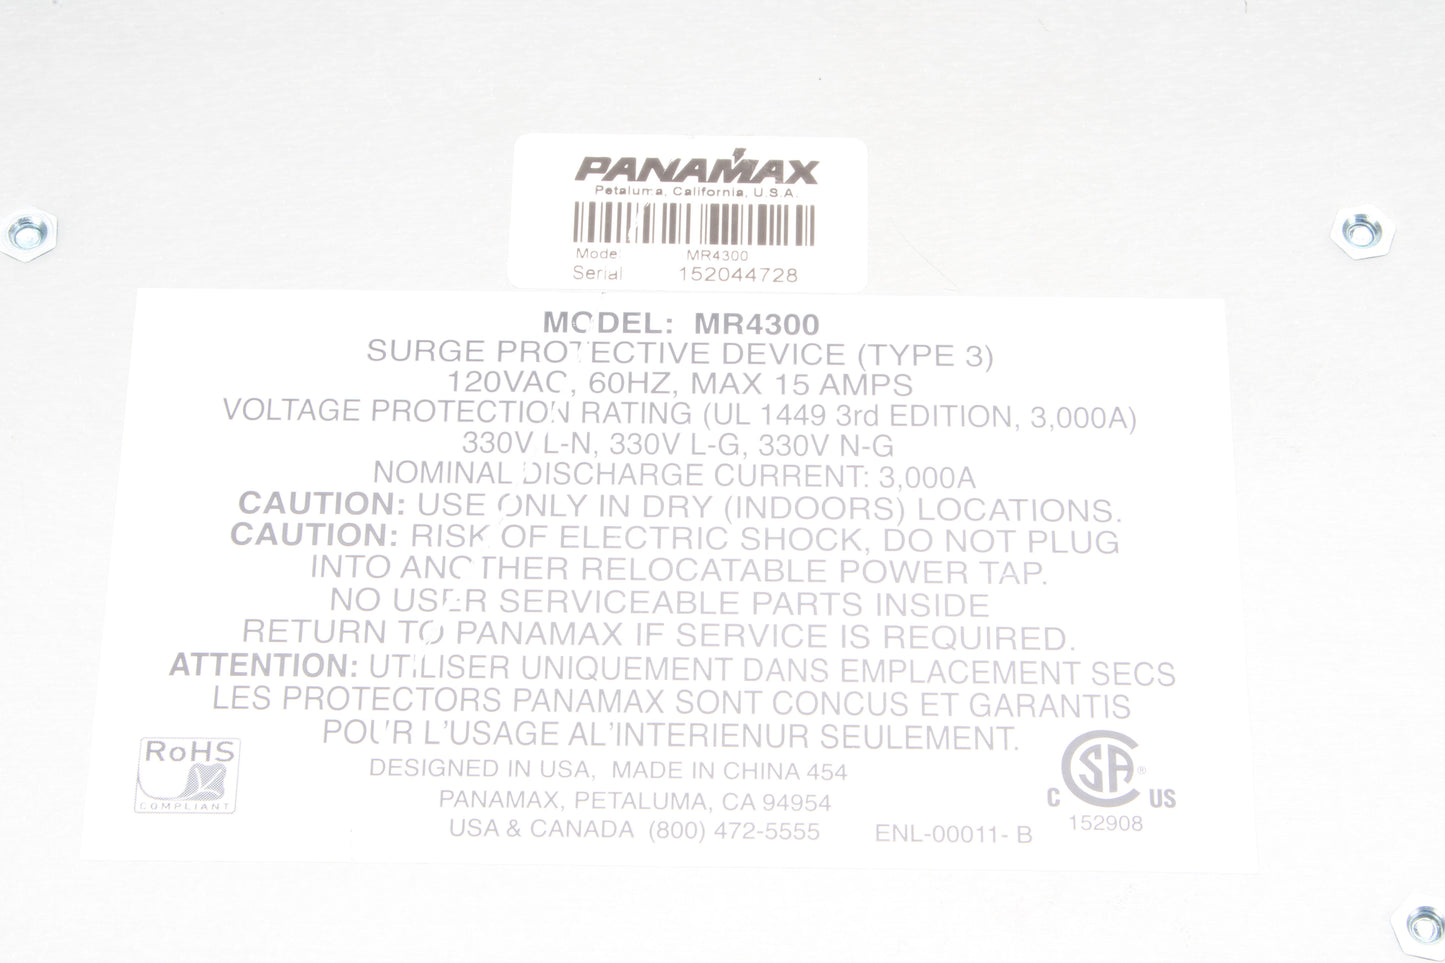 PANAMAX
Petaluma, California, U.S.A.
Model MR4300
Serial 152044728
MODEL: MR4300
SURGE PROTECTIVE DEVICE (TYPE 3)
120VAC, 60HZ, MAX 15 AMPS
VOLTAGE PROTECTION RATING (UL 1449 3rd EDITION, 3,000A)
330V L-N, 330V L-G, 330V N-G
NOMINAL DISCHARGE CURRENT: 3,000A
CAUTION: USE ONLY IN DRY (INDOORS) LOCATIONS.
CAUTION: RISK OF ELECTRIC SHOCK, DO NOT PLUG
INTO ANOTHER RELOCATABLE POWER TAP.
NO USER SERVICEABLE PARTS INSIDE
RETURN TO PANAMAX IF SERVICE IS REQUIRED.
ATTENTION: UTILISER UNIQUEMENT DANS EMPLACEMENT SECS
LES PROTECTORS PANAMAX SONT CONCUS ET GARANTIS
POUR L'USAGE AL'INTERIENUR SEULEMENT.
RoHS
COMPLIANT
DESIGNED IN USA, MADE IN CHINA 454
PANAMAX, PETALUMA, CA 94954
USA & CANADA (800) 472-5555
ENL-00011- B
C SA® US
152908